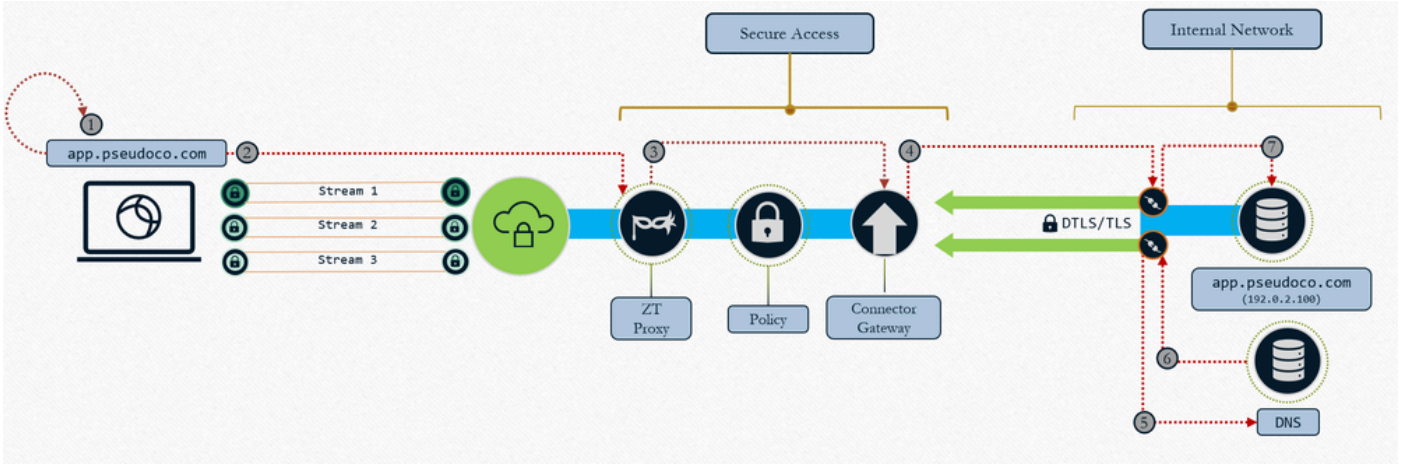 Secure Access
Internal Network
1
app.pseudoco.com
2
3
4
7
Stream 1
Stream 2
Stream 3
DTLS/TLS
ZT
Proxy
Policy
Connector
Gateway
app.pseudoco.com
(192.0.2.100)
6
5
DNS